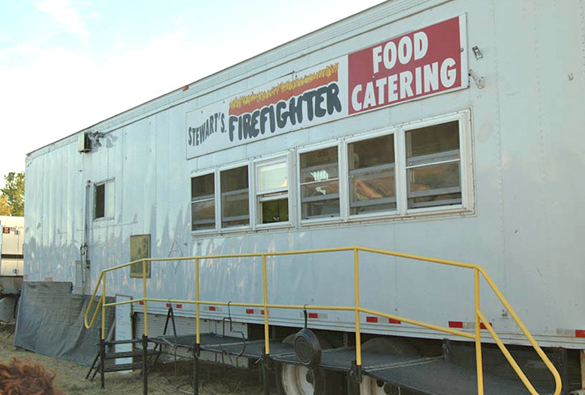 STEWART'S
FIREFIGHTER
FOOD
CATERING